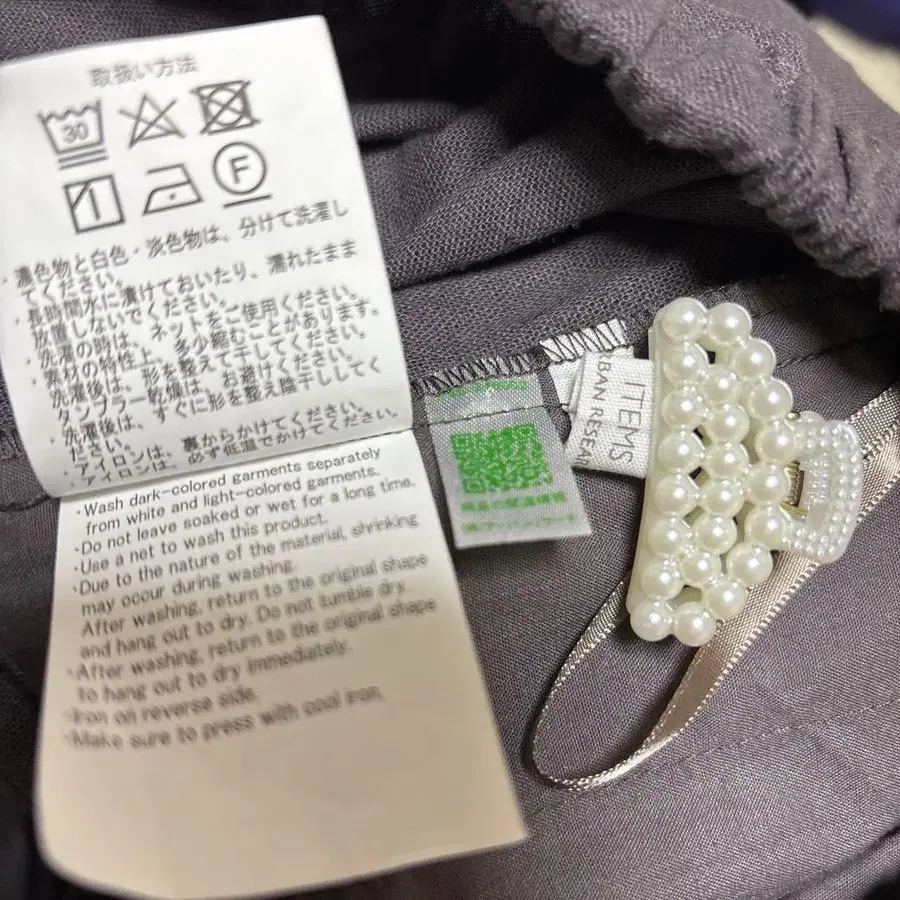 取扱い方法
30
F
・濃色物と白色・淡色物は、分けて洗濯し
てください。
・長時間水に漬けておいたり、濡れたまま
放置しないでください。
・洗濯の時は、ネットをご使用ください。
・素材の特性上、多少縮むことがあります。
洗濯後は、形を整えて干してください。
タンブラー乾燥は、お避けください。
・洗濯後は、すぐに形を整え陰干ししてく
ださい。
・アイロンは、裏からかけてください。
・アイロンは、必ず低温でかけてください。
・Wash dark-colored garments separately
from white and light-colored garments.
・Do not leave soaked or wet for a long time.
・Use a net to wash this product.
・Due to the nature of the material, shrinking
may occur during washing.
After washing, return to the original shape
and hang out to dry. Do not tumble dry.
・After washing, return to the original shape
to hang out to dry immediately.
・Iron on reverse side.
・Make sure to press with cool iron.
ITEMS
BAN RESEA